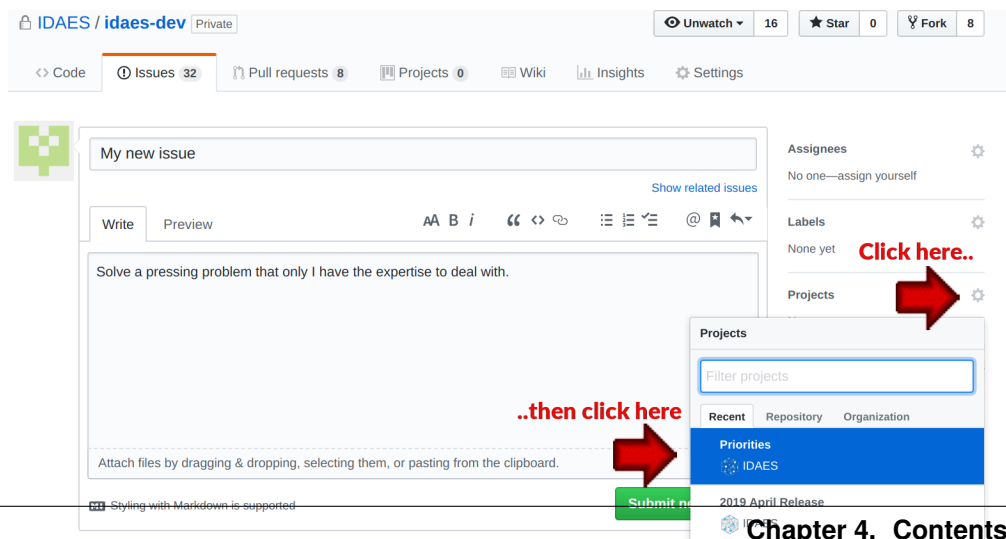 IDAES / idaes-dev Private
Unwatch 16 Star 0 Fork 8
Code Issues 32 Pull requests 8 Projects 0 Wiki Insights Settings
My new issue
Show related issues
Write Preview AA B i @
Solve a pressing problem that only I have the expertise to deal with.
Attach files by dragging & dropping, selecting them, or pasting from the clipboard.
Styling with Markdown is supported
Submit
Assignees
No one—assign yourself
Labels
None yet
Click here..
Projects
Projects
Filter projects
..then click here
Recent Repository Organization
Priorities
IDAES
2019 April Release
IDAES
Chapter 4. Contents